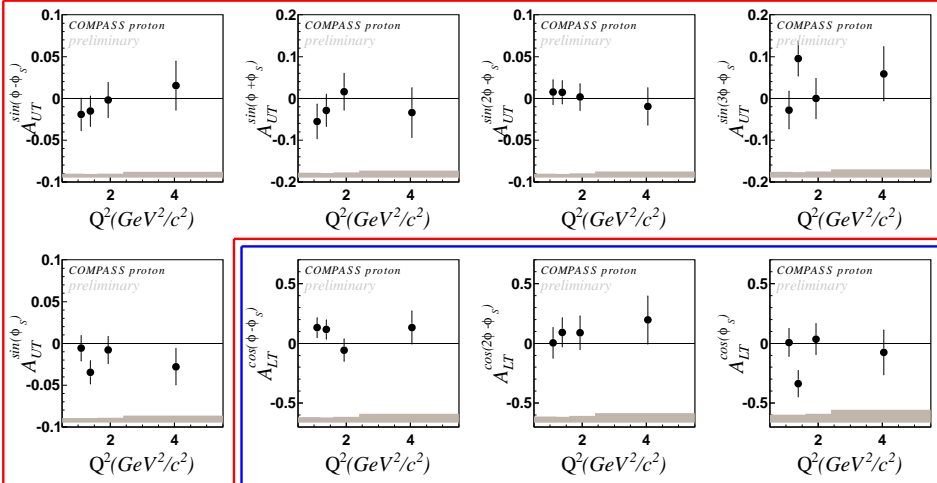 COMPASS proton
preliminary
0.1
0.05
0
-0.05
-0.1
A_UT^sin(ϕ-ϕ_S)
2
4
Q²(GeV²/c²)
COMPASS proton
preliminary
0.2
0.1
0
-0.1
-0.2
A_UT^sin(ϕ+ϕ_S)
2
4
Q²(GeV²/c²)
COMPASS proton
preliminary
0.1
0.05
0
-0.05
-0.1
A_UT^sin(2ϕ-ϕ_S)
2
4
Q²(GeV²/c²)
COMPASS proton
preliminary
0.2
0.1
0
-0.1
-0.2
A_UT^sin(3ϕ-ϕ_S)
2
4
Q²(GeV²/c²)
COMPASS proton
preliminary
0.1
0.05
0
-0.05
-0.1
A_UT^sin(ϕ_S)
2
4
Q²(GeV²/c²)
COMPASS proton
preliminary
0.5
0
-0.5
A_LT^cos(ϕ-ϕ_S)
2
4
Q²(GeV²/c²)
COMPASS proton
preliminary
0.5
0
-0.5
A_LT^cos(2ϕ-ϕ_S)
2
4
Q²(GeV²/c²)
COMPASS proton
preliminary
0.5
0
-0.5
A_LT^cos(ϕ_S)
2
4
Q²(GeV²/c²)